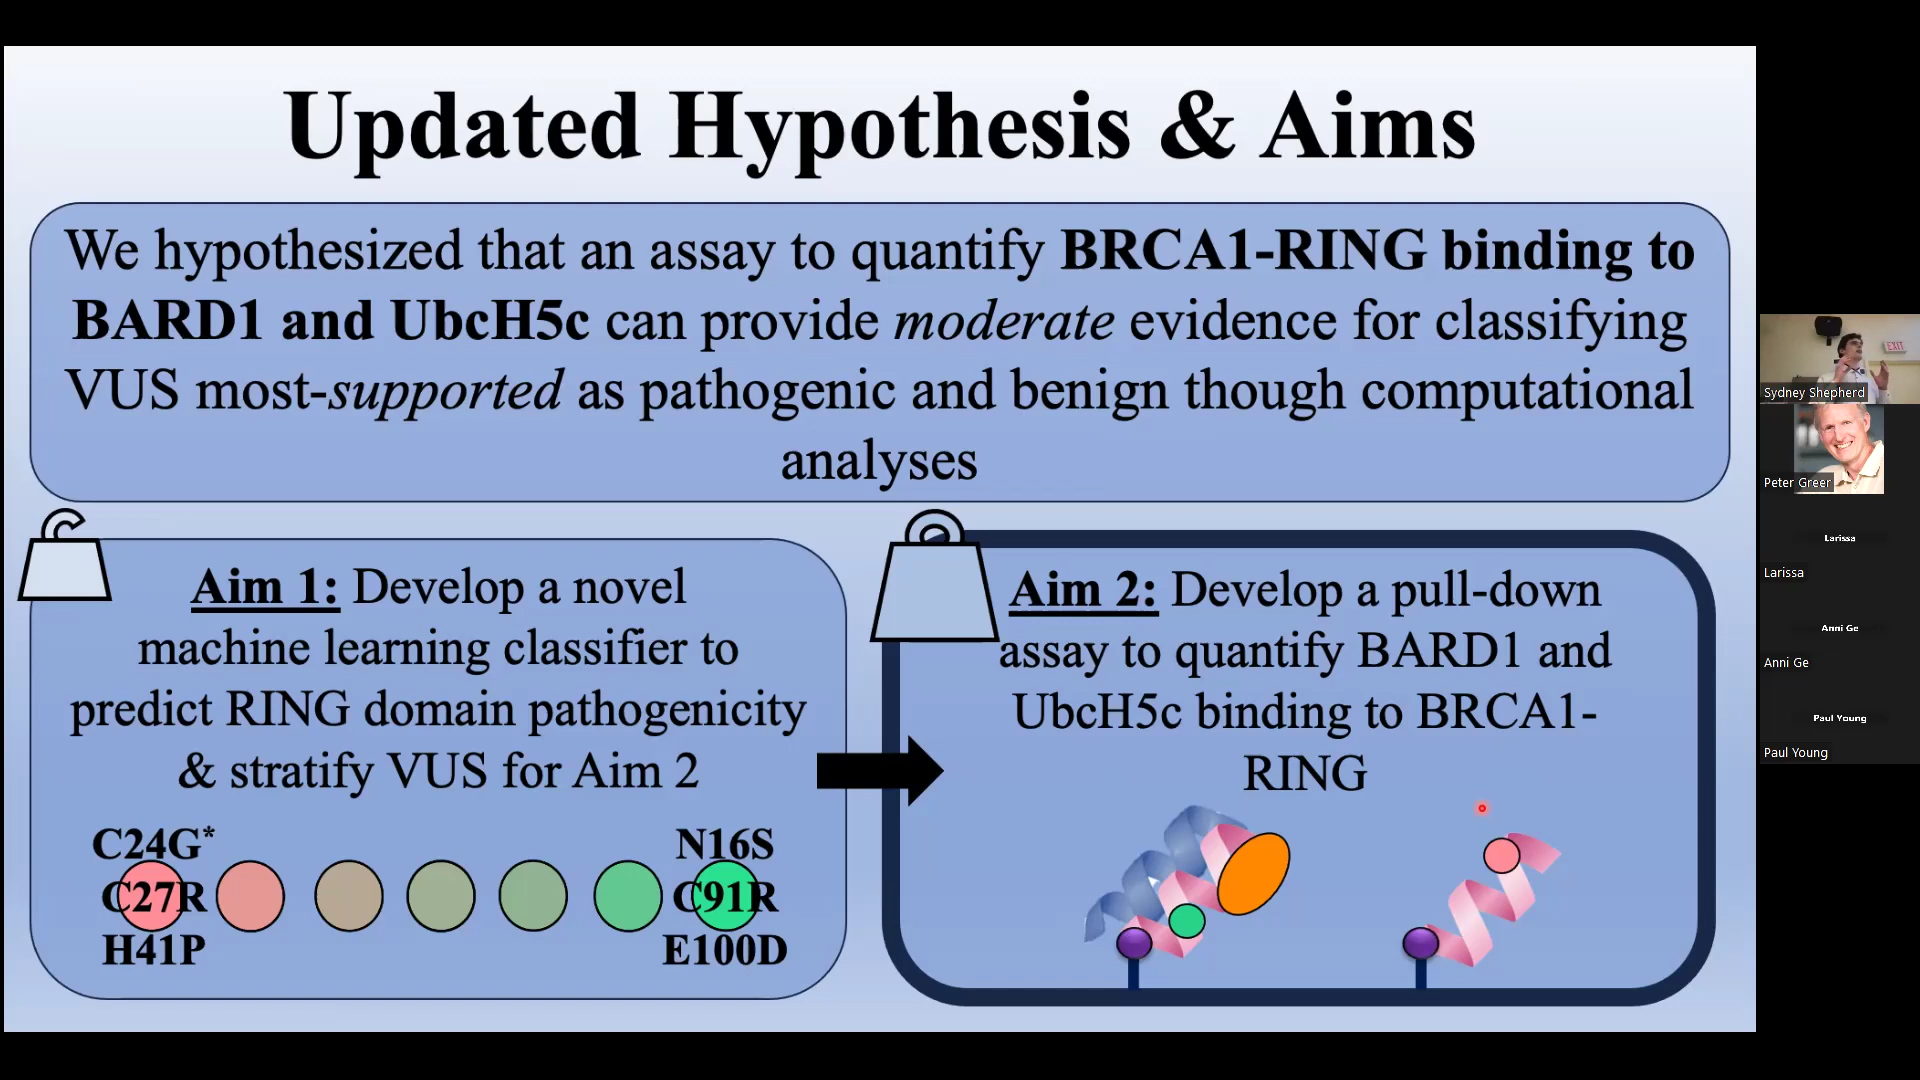 Updated Hypothesis & Aims
We hypothesized that an assay to quantify BRCA1-RING binding to
BARD1 and UbcH5c can provide moderate evidence for classifying
VUS most-supported as pathogenic and benign though computational
analyses
Aim 1: Develop a novel
machine learning classifier to
predict RING domain pathogenicity
& stratify VUS for Aim 2
C24G*
C27R
H41P
N16S
C91R
E100D
Aim 2: Develop a pull-down
assay to quantify BARD1 and
UbcH5c binding to BRCA1-
RING
EXIT
Sydney Shepherd
Peter Greer
Larissa
Larissa
Anni Ge
Anni Ge
Paul Young
Paul Young